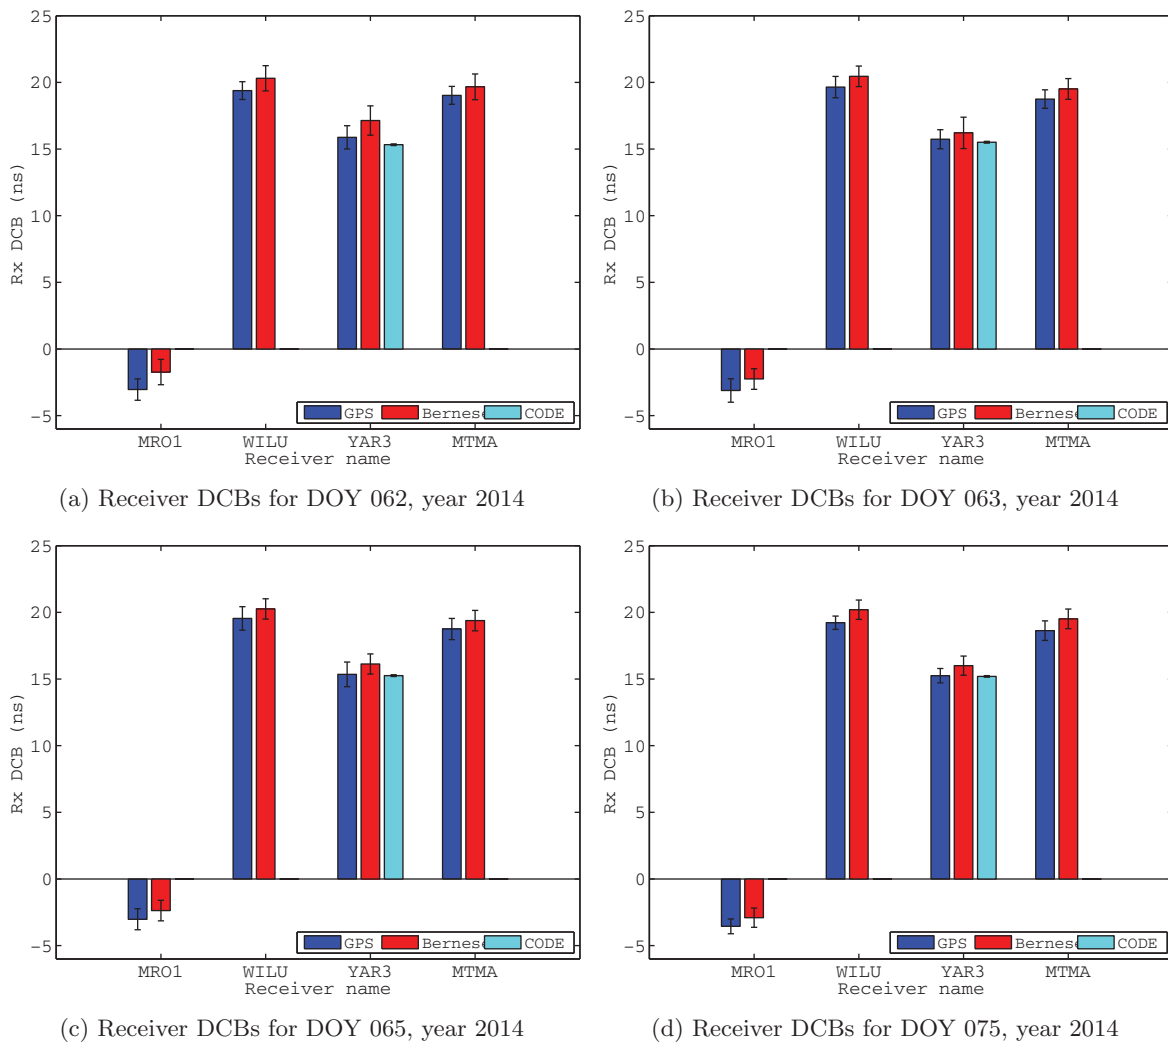 25
20
15
10
5
0
−5
Rx DCB (ns)
GPS Bernese CODE
MRO1 WILU YAR3 MTMA
Receiver name
(a) Receiver DCBs for DOY 062, year 2014
25
20
15
10
5
0
−5
Rx DCB (ns)
GPS Bernese CODE
MRO1 WILU YAR3 MTMA
Receiver name
(b) Receiver DCBs for DOY 063, year 2014
25
20
15
10
5
0
−5
Rx DCB (ns)
GPS Bernese CODE
MRO1 WILU YAR3 MTMA
Receiver name
(c) Receiver DCBs for DOY 065, year 2014
25
20
15
10
5
0
−5
Rx DCB (ns)
GPS Bernese CODE
MRO1 WILU YAR3 MTMA
Receiver name
(d) Receiver DCBs for DOY 075, year 2014